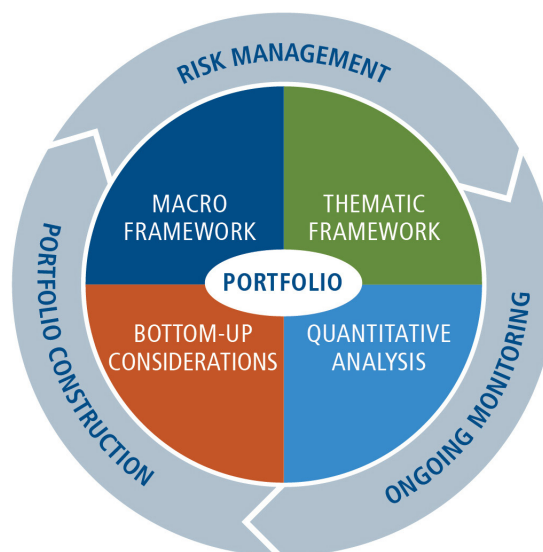 RISK MANAGEMENT
MACRO
FRAMEWORK
THEMATIC
FRAMEWORK
PORTFOLIO
BOTTOM-UP
CONSIDERATIONS
QUANTITATIVE
ANALYSIS
PORTFOLIO CONSTRUCTION
ONGOING MONITORING